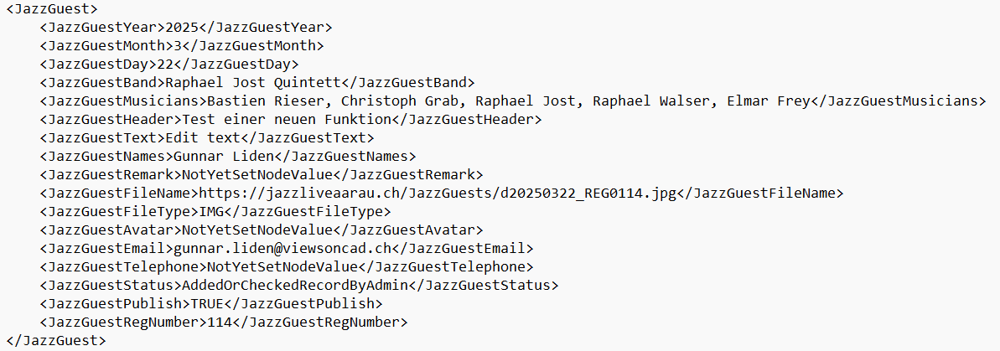 <JazzGuest>
<JazzGuestYear>2025</JazzGuestYear>
<JazzGuestMonth>3</JazzGuestMonth>
<JazzGuestDay>22</JazzGuestDay>
<JazzGuestBand>Raphael Jost Quintett</JazzGuestBand>
<JazzGuestMusicians>Bastien Rieser, Christoph Grab, Raphael Jost, Raphael Walser, Elmar Frey</JazzGuestMusicians>
<JazzGuestHeader>Test einer neuen Funktion</JazzGuestHeader>
<JazzGuestText>Edit text</JazzGuestText>
<JazzGuestNames>Gunnar Liden</JazzGuestNames>
<JazzGuestRemark>NotYetSetNodeValue</JazzGuestRemark>
<JazzGuestFileName>https://jazzliveaarau.ch/JazzGuests/d20250322_REG0114.jpg</JazzGuestFileName>
<JazzGuestFileType>IMG</JazzGuestFileType>
<JazzGuestAvatar>NotYetSetNodeValue</JazzGuestAvatar>
<JazzGuestEmail>gunnar.liden@viewsoncad.ch</JazzGuestEmail>
<JazzGuestTelephone>NotYetSetNodeValue</JazzGuestTelephone>
<JazzGuestStatus>AddedOrCheckedRecordByAdmin</JazzGuestStatus>
<JazzGuestPublish>TRUE</JazzGuestPublish>
<JazzGuestRegNumber>114</JazzGuestRegNumber>
</JazzGuest>